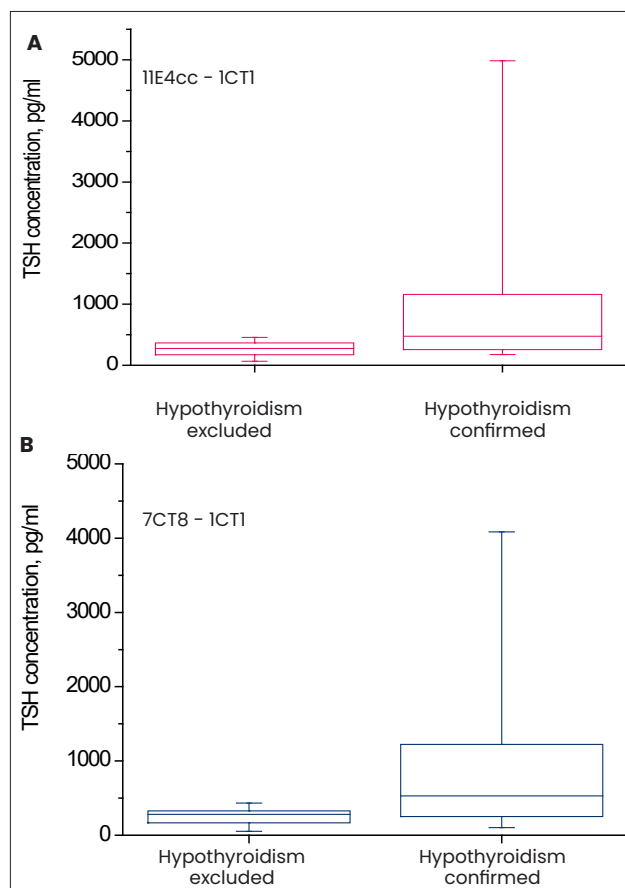 A
11E4cc - 1CT1
TSH concentration, pg/ml
5000
4000
3000
2000
1000
0
Hypothyroidism
excluded
Hypothyroidism
confirmed
B
7CT8 - 1CT1
TSH concentration, pg/ml
5000
4000
3000
2000
1000
0
Hypothyroidism
excluded
Hypothyroidism
confirmed